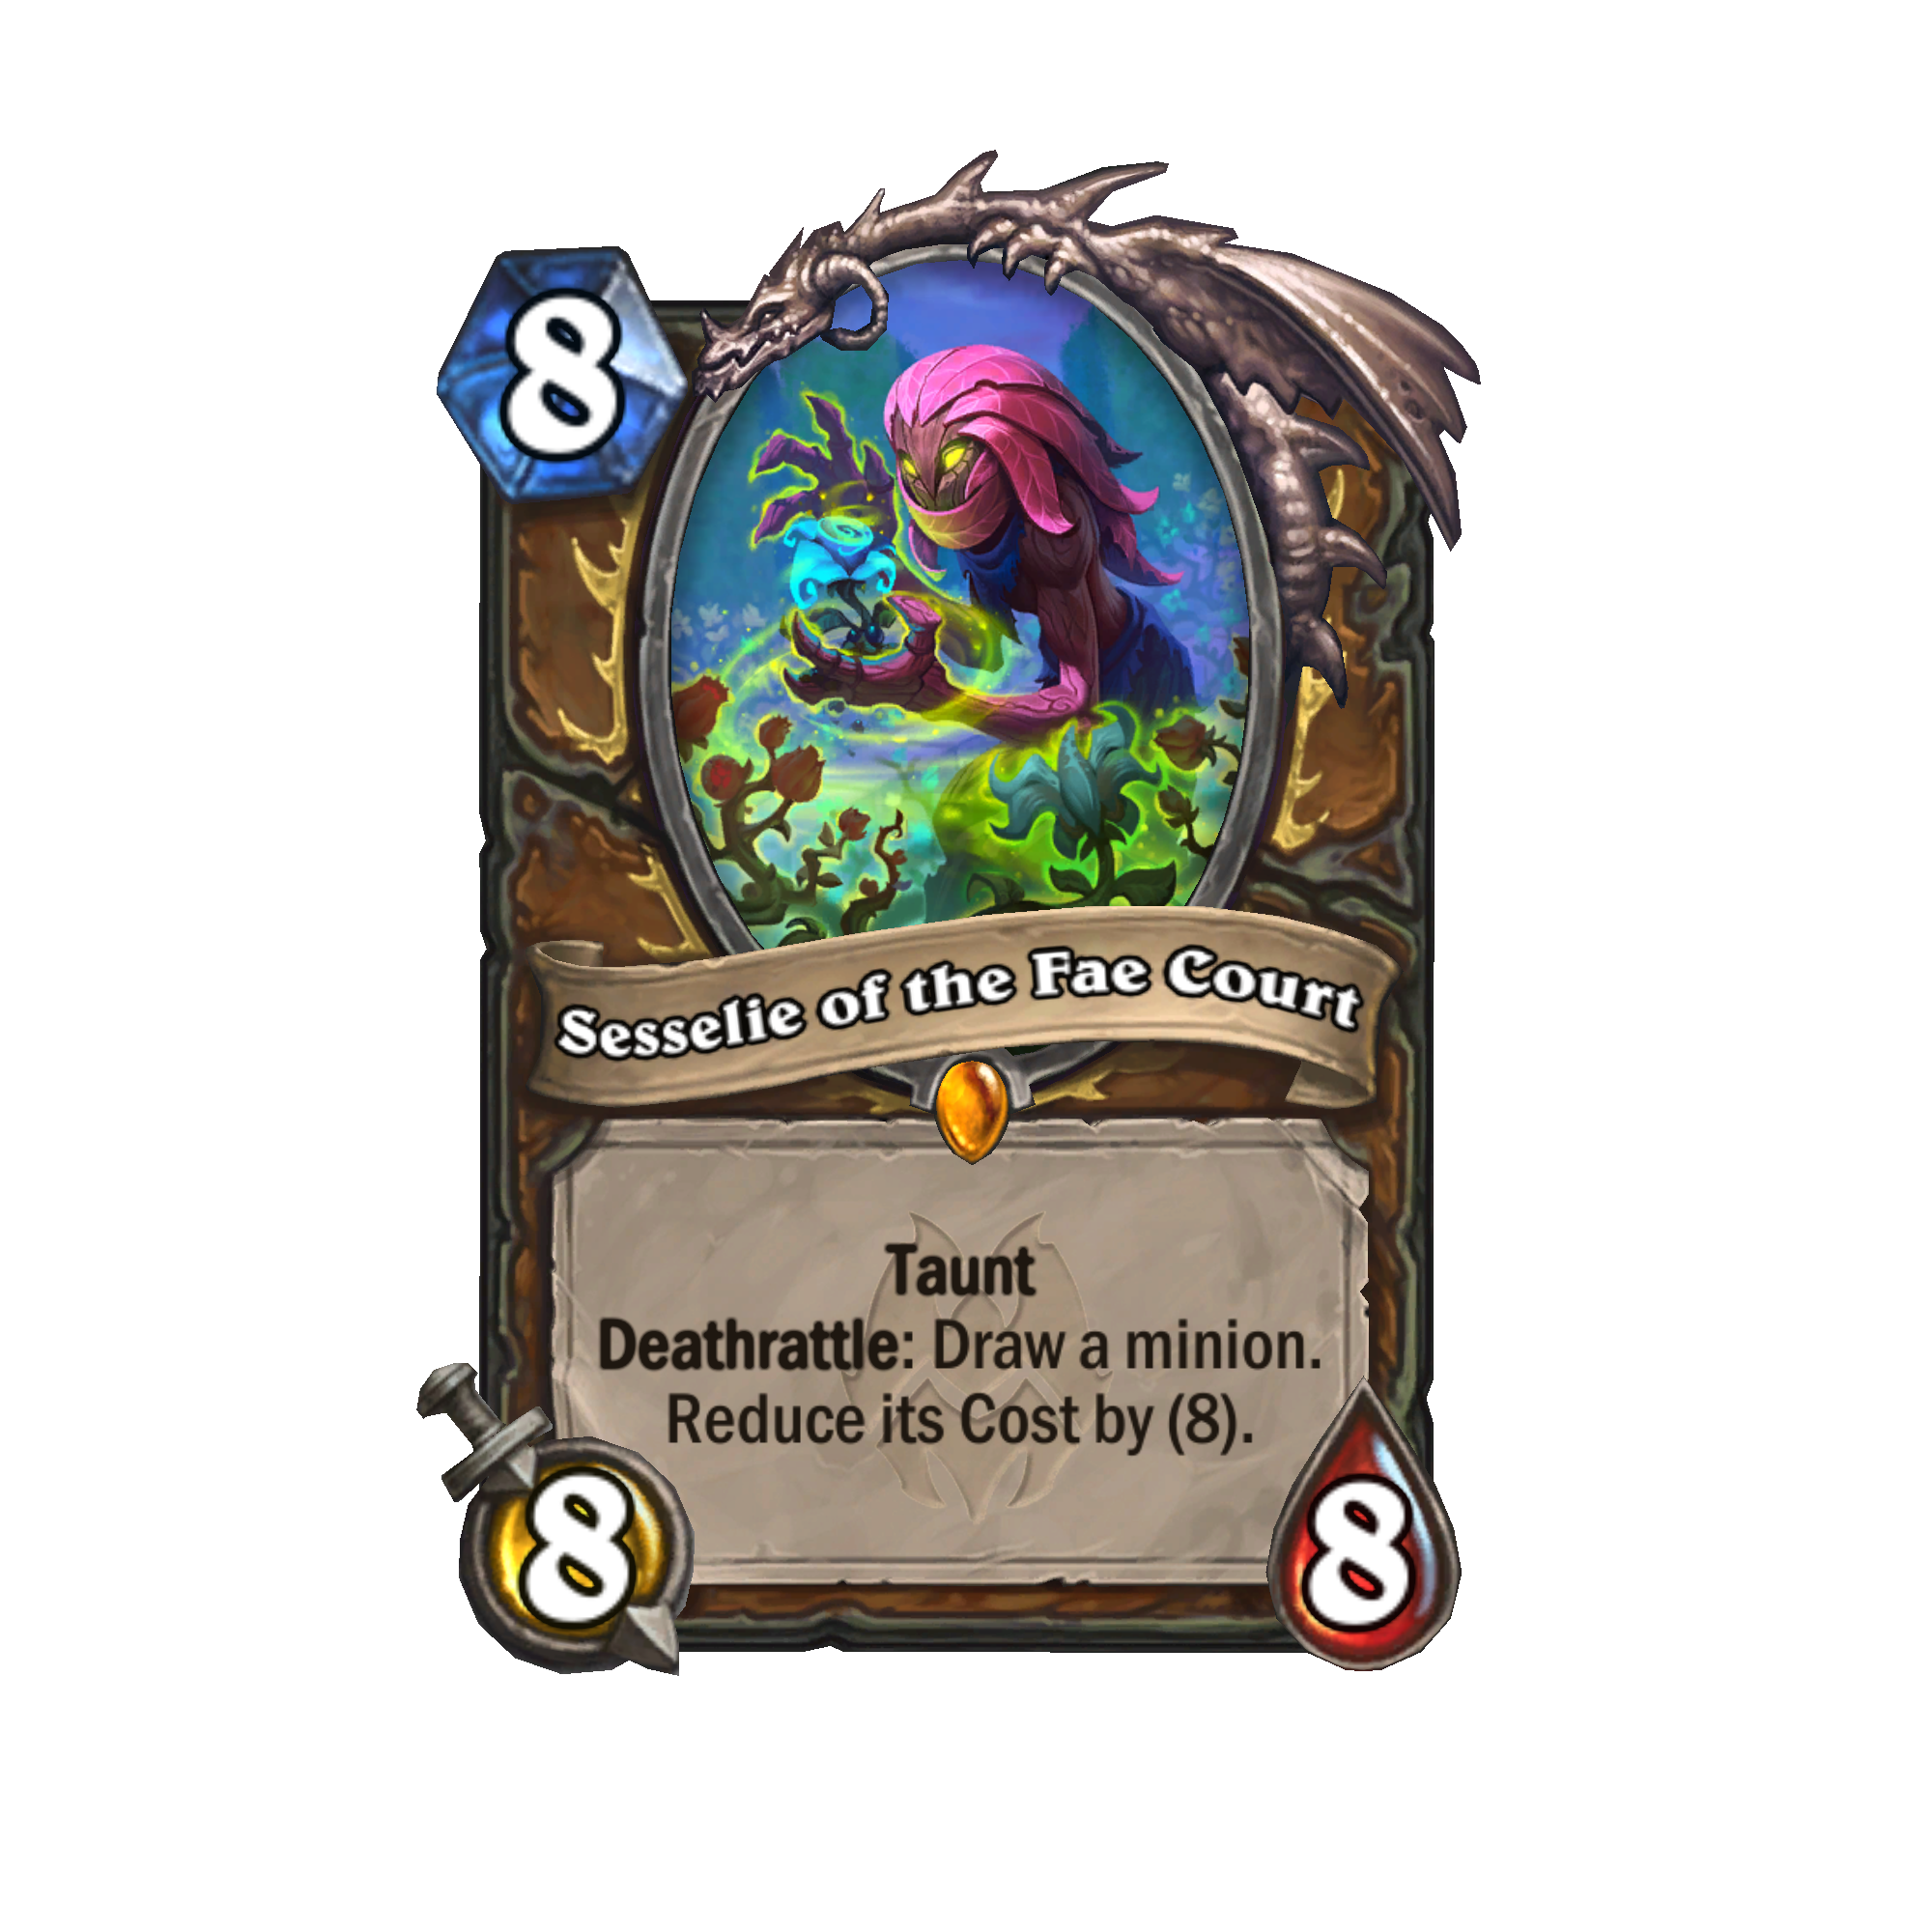 8
Sesselie of the Fae Court
Taunt
Deathrattle: Draw a minion.
Reduce its Cost by (8).
8
8